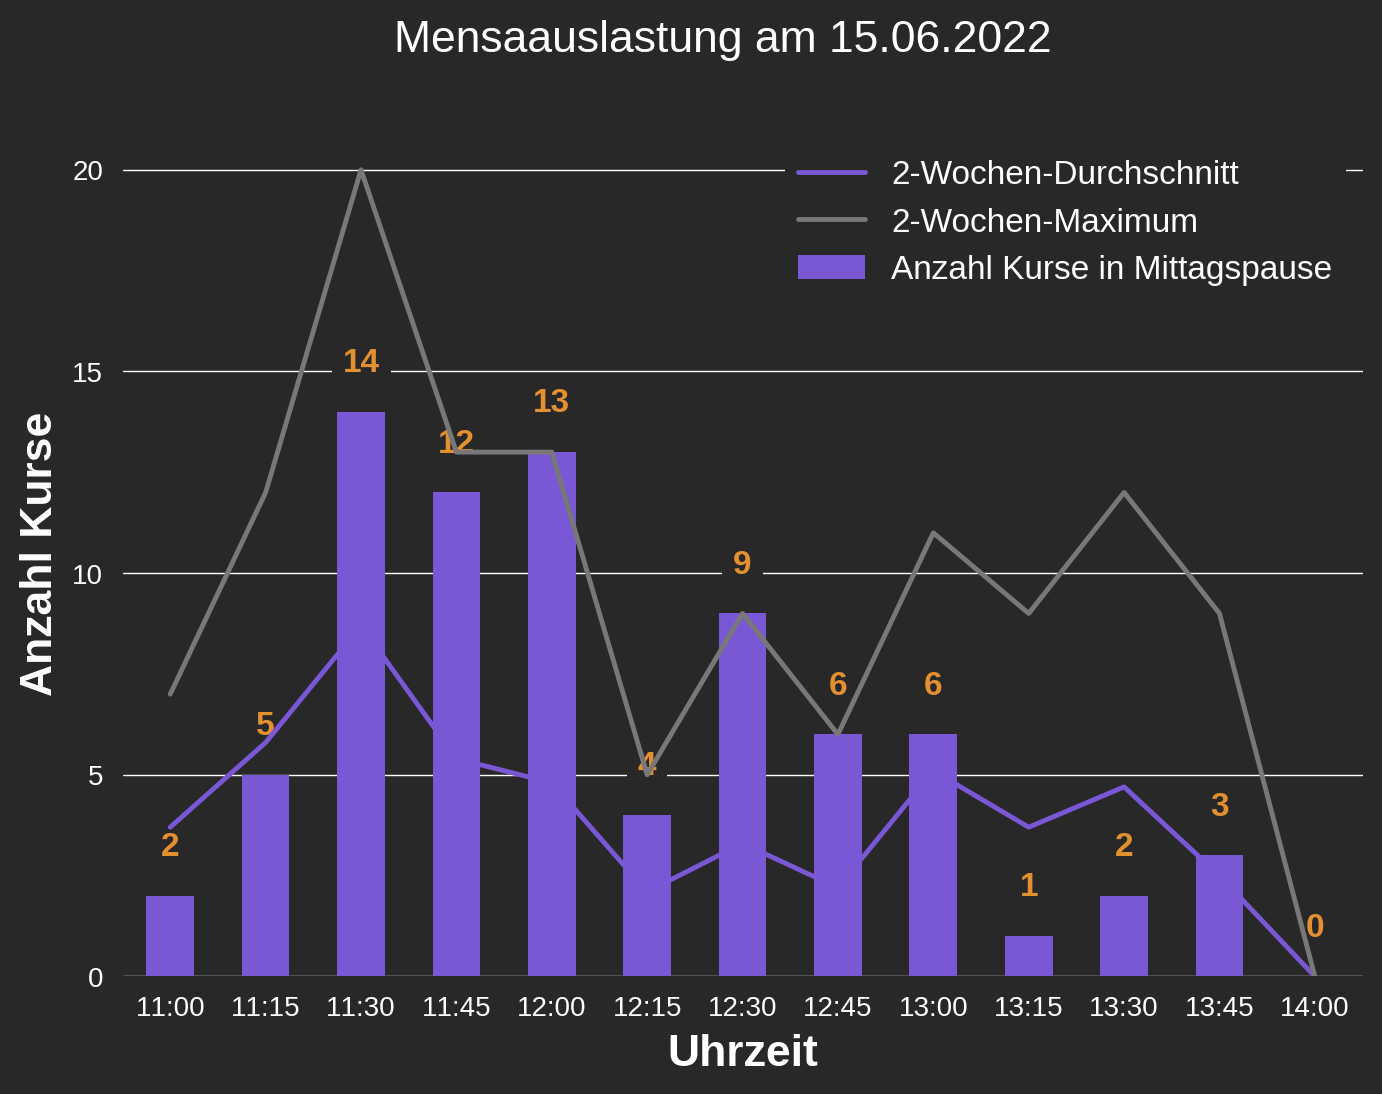 Mensaauslastung am 15.06.2022
2-Wochen-Durchschnitt
2-Wochen-Maximum
Anzahl Kurse in Mittagspause
Anzahl Kurse
20
15
10
5
0
2
5
14
12
13
4
9
6
6
1
2
3
0
11:00 11:15 11:30 11:45 12:00 12:15 12:30 12:45 13:00 13:15 13:30 13:45 14:00
Uhrzeit